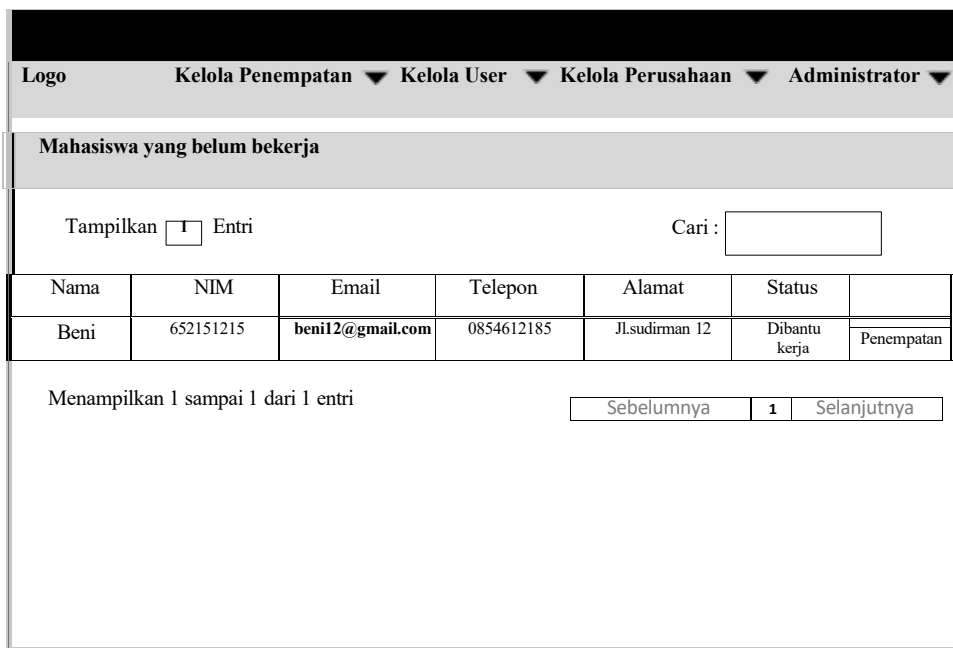 Logo Kelola Penempatan Kelola User Kelola Perusahaan Administrator
Mahasiswa yang belum bekerja
Tampilkan 1 Entri Cari :
Nama NIM Email Telepon Alamat Status
Beni 652151215 beni12@gmail.com 0854612185 Jl.sudirman 12 Dibantu
kerja Penempatan
Menampilkan 1 sampai 1 dari 1 entri Sebelumnya 1 Selanjutnya